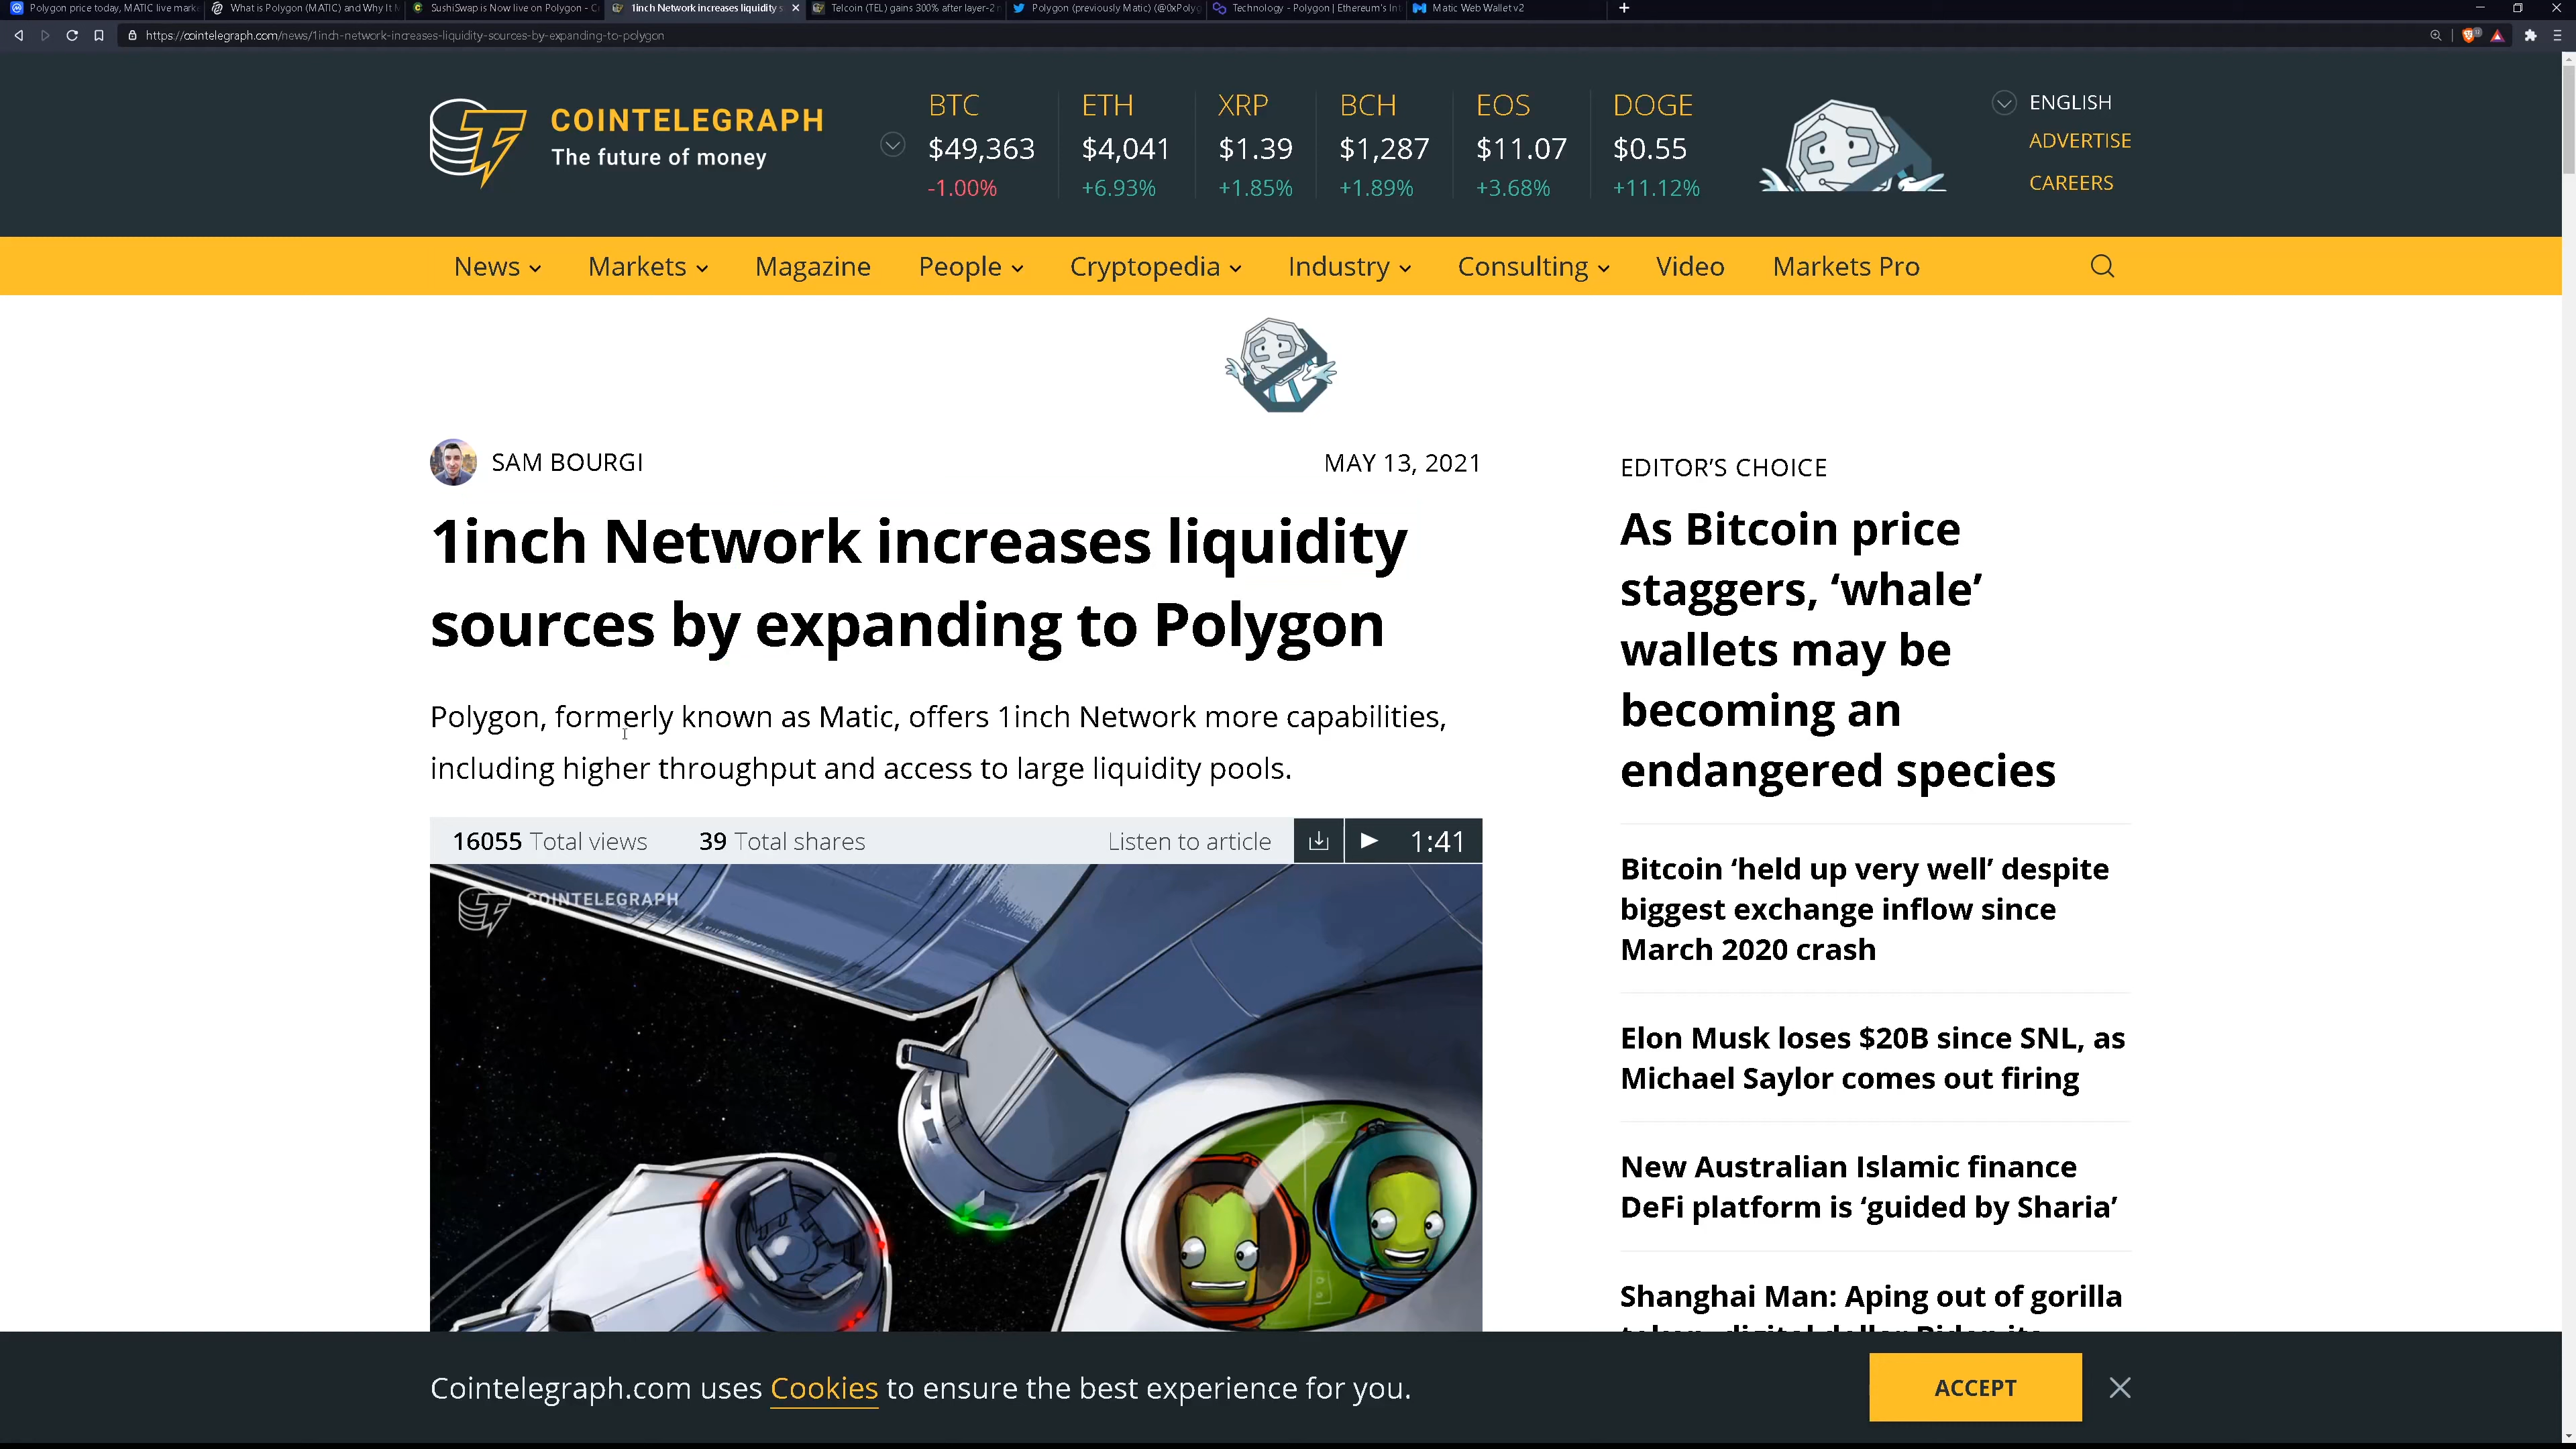 Polygon price today, MATIC live mark
What is Polygon (MATIC) and Why It M
SushiSwap is Now live on Polygon - C
1inch Network increases liquidity s
Telcoin (TEL) gains 300% after layer-2
Polygon (previously Matic) (@0xPolyg
Technology - Polygon | Ethereum's Int
Matic Web Wallet v2
https://cointelegraph.com/news/1inch-network-increases-liquidity-sources-by-expanding-to-polygon
COINTELEGRAPH
The future of money
BTC
$49,363
-1.00%
ETH
$4,041
+6.93%
XRP
$1.39
+1.85%
BCH
$1,287
+1.89%
EOS
$11.07
+3.68%
DOGE
$0.55
+11.12%
ENGLISH
ADVERTISE
CAREERS
News Markets Magazine People Cryptopedia Industry Consulting Video Markets Pro
SAM BOURGI
MAY 13, 2021
1inch Network increases liquidity
sources by expanding to Polygon
Polygon, formerly known as Matic, offers 1inch Network more capabilities,
including higher throughput and access to large liquidity pools.
16055 Total views 39 Total shares Listen to article 1:41
COINTELEGRAPH
EDITOR'S CHOICE
As Bitcoin price
staggers, ‘whale’
wallets may be
becoming an
endangered species
Bitcoin ‘held up very well’ despite
biggest exchange inflow since
March 2020 crash
Elon Musk loses $20B since SNL, as
Michael Saylor comes out firing
New Australian Islamic finance
DeFi platform is ‘guided by Sharia’
Shanghai Man: Aping out of gorilla
Cointelegraph.com uses Cookies to ensure the best experience for you.
ACCEPT